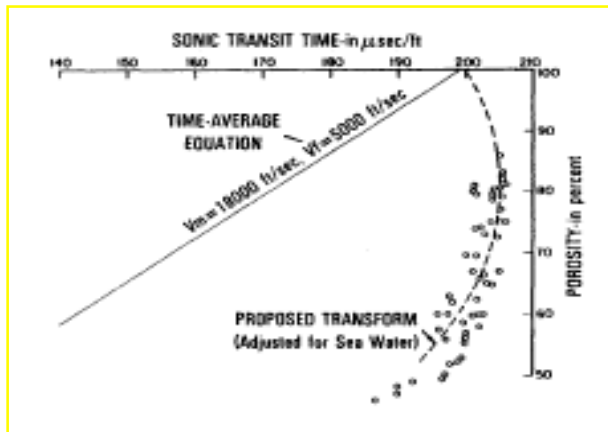 SONIC TRANSIT TIME-in μsec/ft
140 150 160 170 180 190 200 210
TIME-AVERAGE
EQUATION
Vm=18000 ft/sec, Vf=5000 ft/sec
100
90
80
70
60
50
POROSITY-in percent
PROPOSED TRANSFORM
(Adjusted for Sea Water)